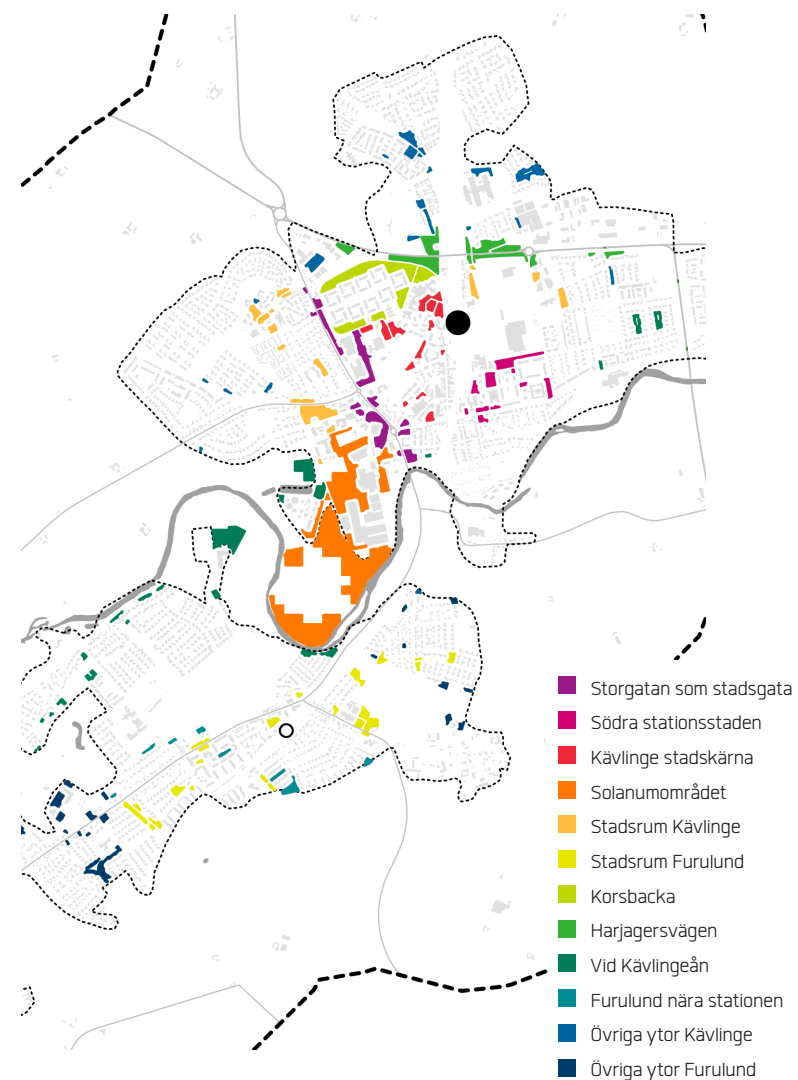 Storgatan som stadsgata
Södra stationsstaden
Kävlinge stadskärna
Solanumområdet
Stadsrum Kävlinge
Stadsrum Furulund
Korsbacka
Harjagersvägen
Vid Kävlingeån
Furulund nära stationen
Övriga ytor Kävlinge
Övriga ytor Furulund